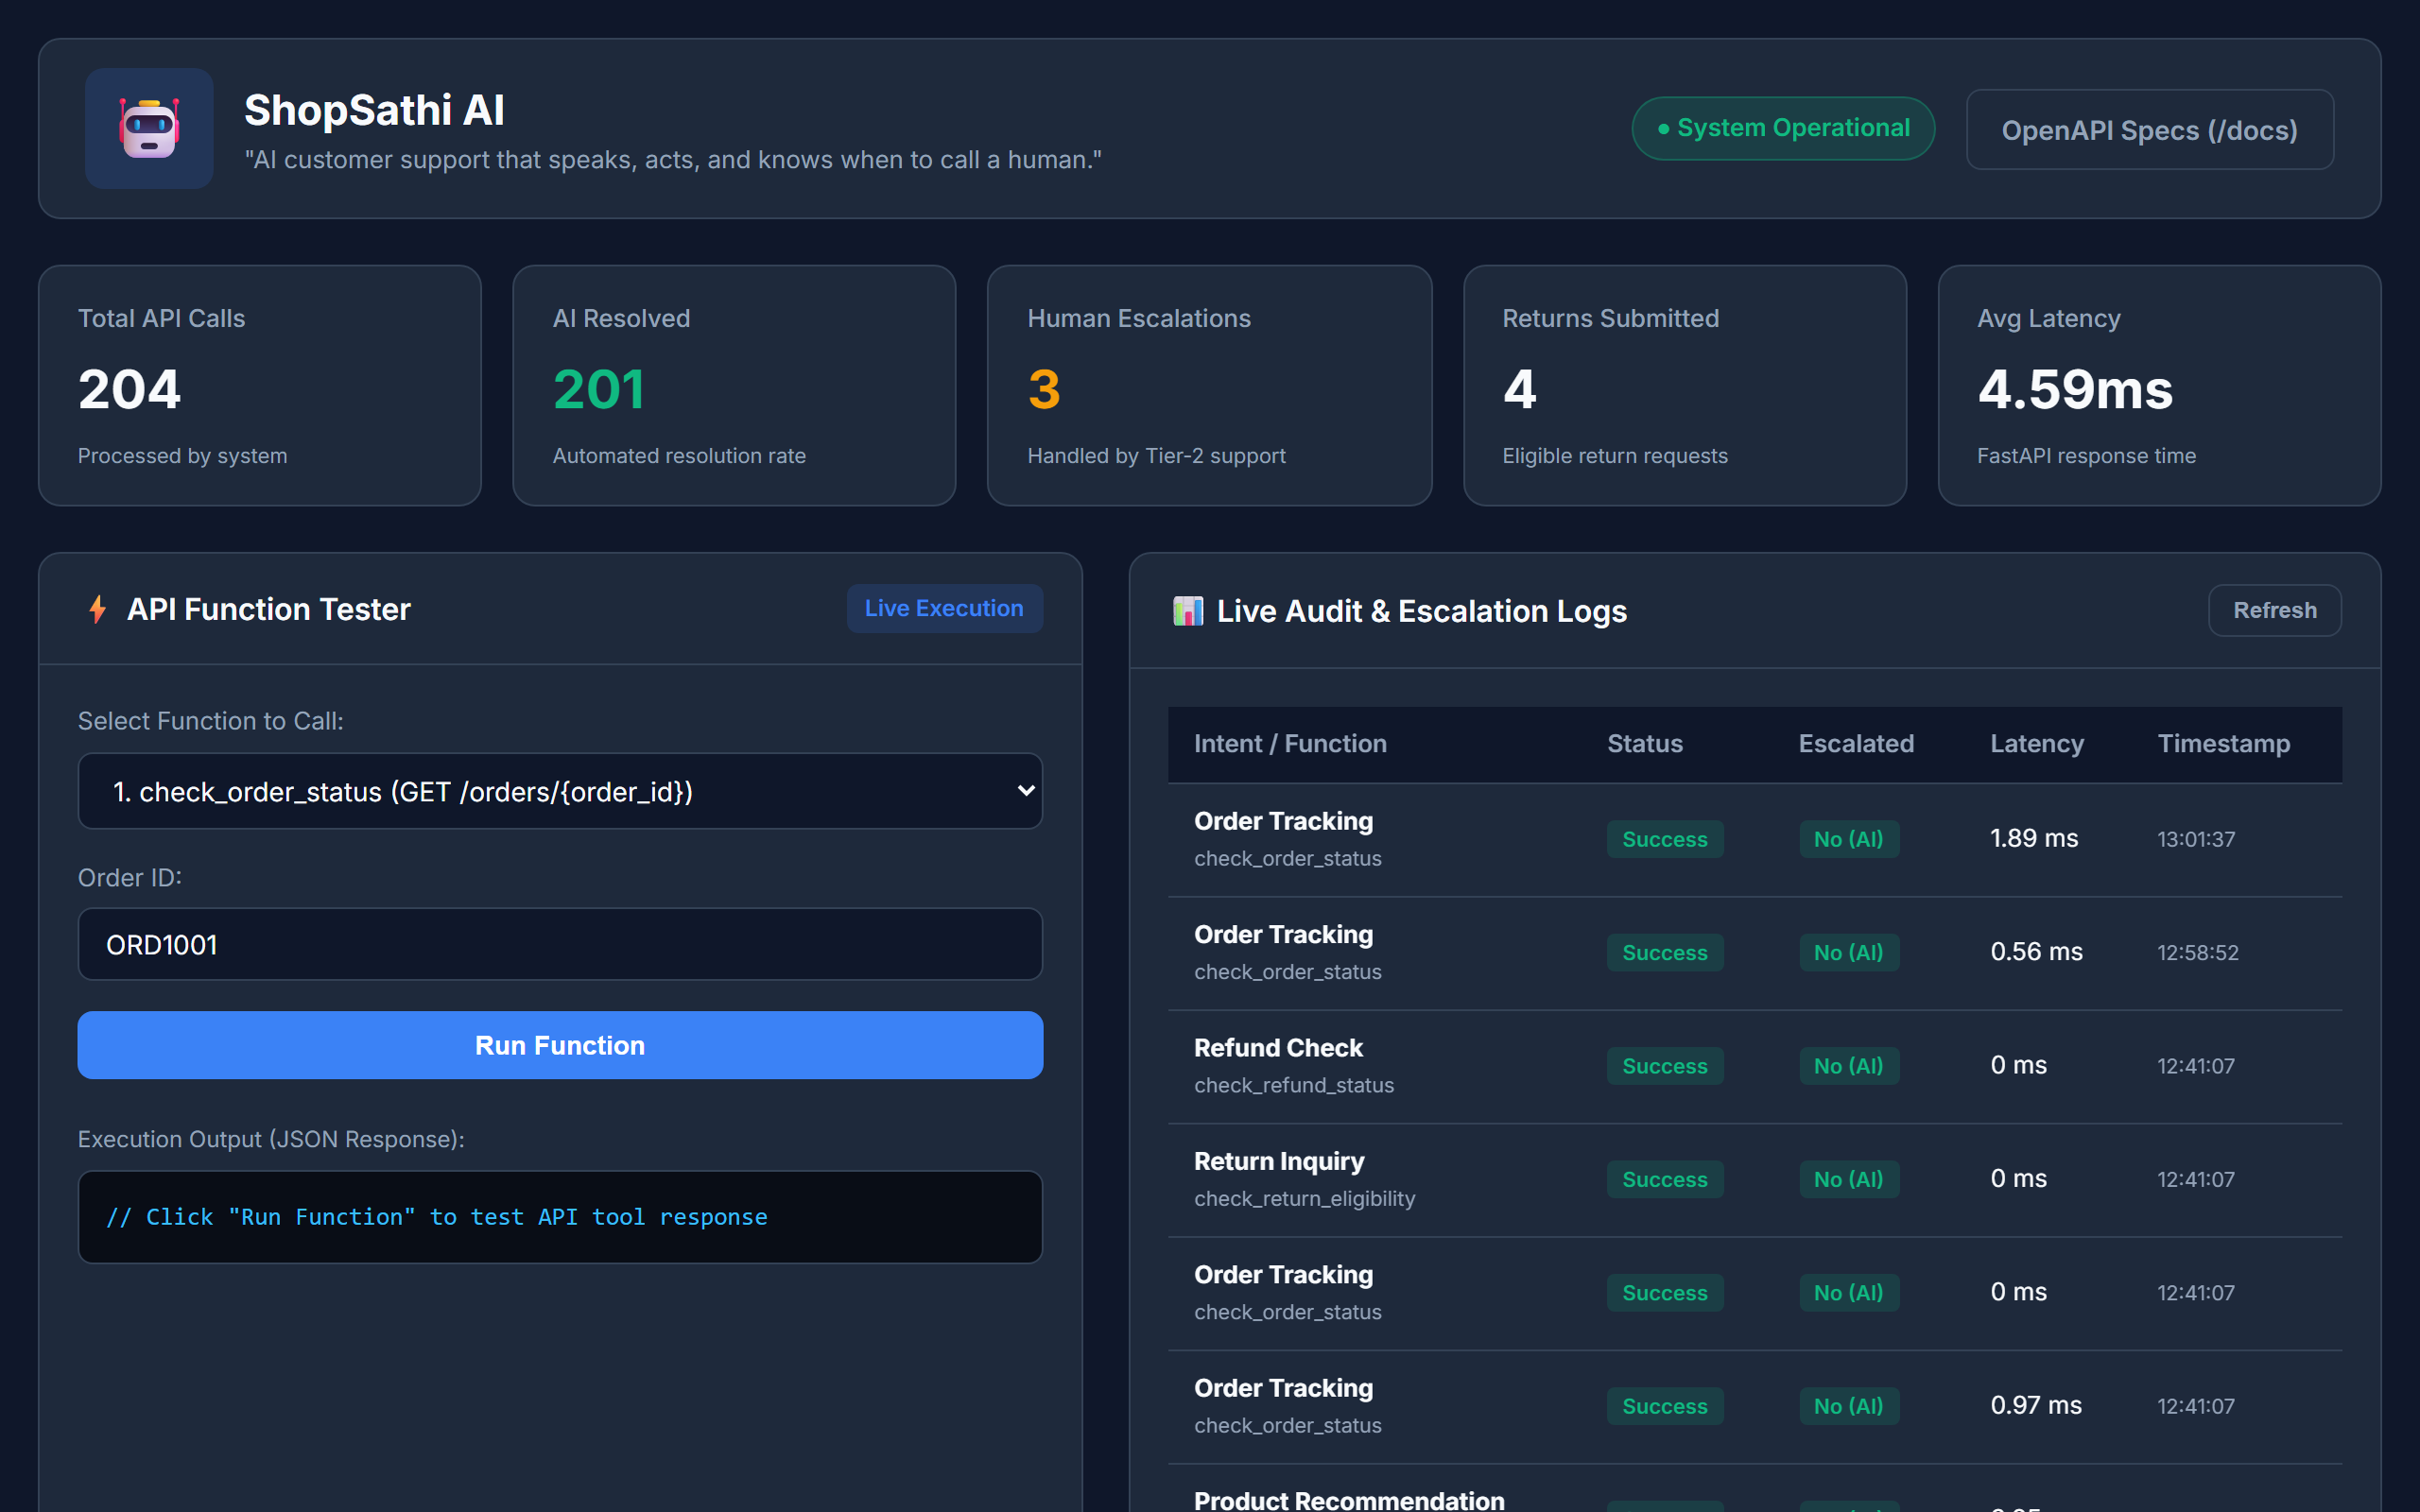 ShopSathi AI
"AI customer support that speaks, acts, and knows when to call a human."
● System Operational
OpenAPI Specs (/docs)
Total API Calls
204
Processed by system
AI Resolved
201
Automated resolution rate
Human Escalations
3
Handled by Tier-2 support
Returns Submitted
4
Eligible return requests
Avg Latency
4.59ms
FastAPI response time
API Function Tester
Live Execution
Select Function to Call:
1. check_order_status (GET /orders/{order_id})
Order ID:
ORD1001
Run Function
Execution Output (JSON Response):
// Click "Run Function" to test API tool response
Live Audit & Escalation Logs
Refresh
Intent / Function Status Escalated Latency Timestamp
Order Tracking
check_order_status
Success No (AI) 1.89 ms 13:01:37
Order Tracking
check_order_status
Success No (AI) 0.56 ms 12:58:52
Refund Check
check_refund_status
Success No (AI) 0 ms 12:41:07
Return Inquiry
check_return_eligibility
Success No (AI) 0 ms 12:41:07
Order Tracking
check_order_status
Success No (AI) 0 ms 12:41:07
Order Tracking
check_order_status
Success No (AI) 0.97 ms 12:41:07
Product Recommendation